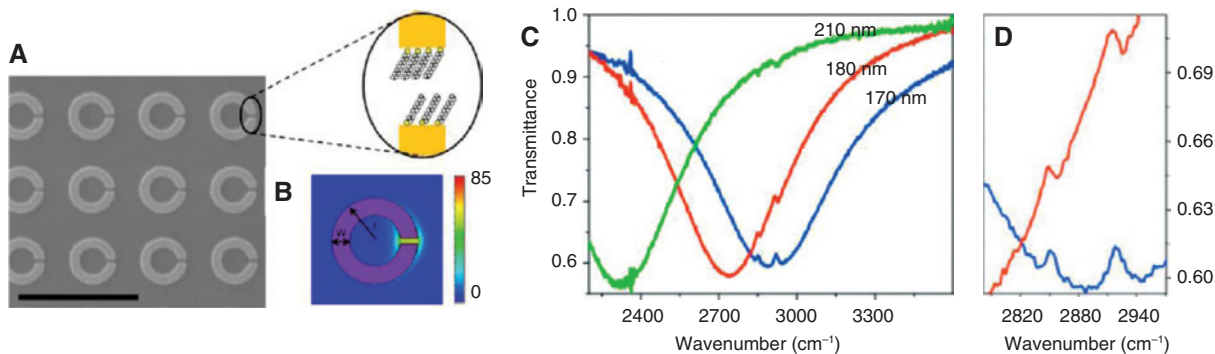 A
B
85
0
w
r
C
1.0
0.9
0.8
0.7
0.6
Transmittance
210 nm
180 nm
170 nm
2400 2700 3000 3300
Wavenumber (cm⁻¹)
D
0.69
0.66
0.63
0.60
2820 2880 2940
Wavenumber (cm⁻¹)